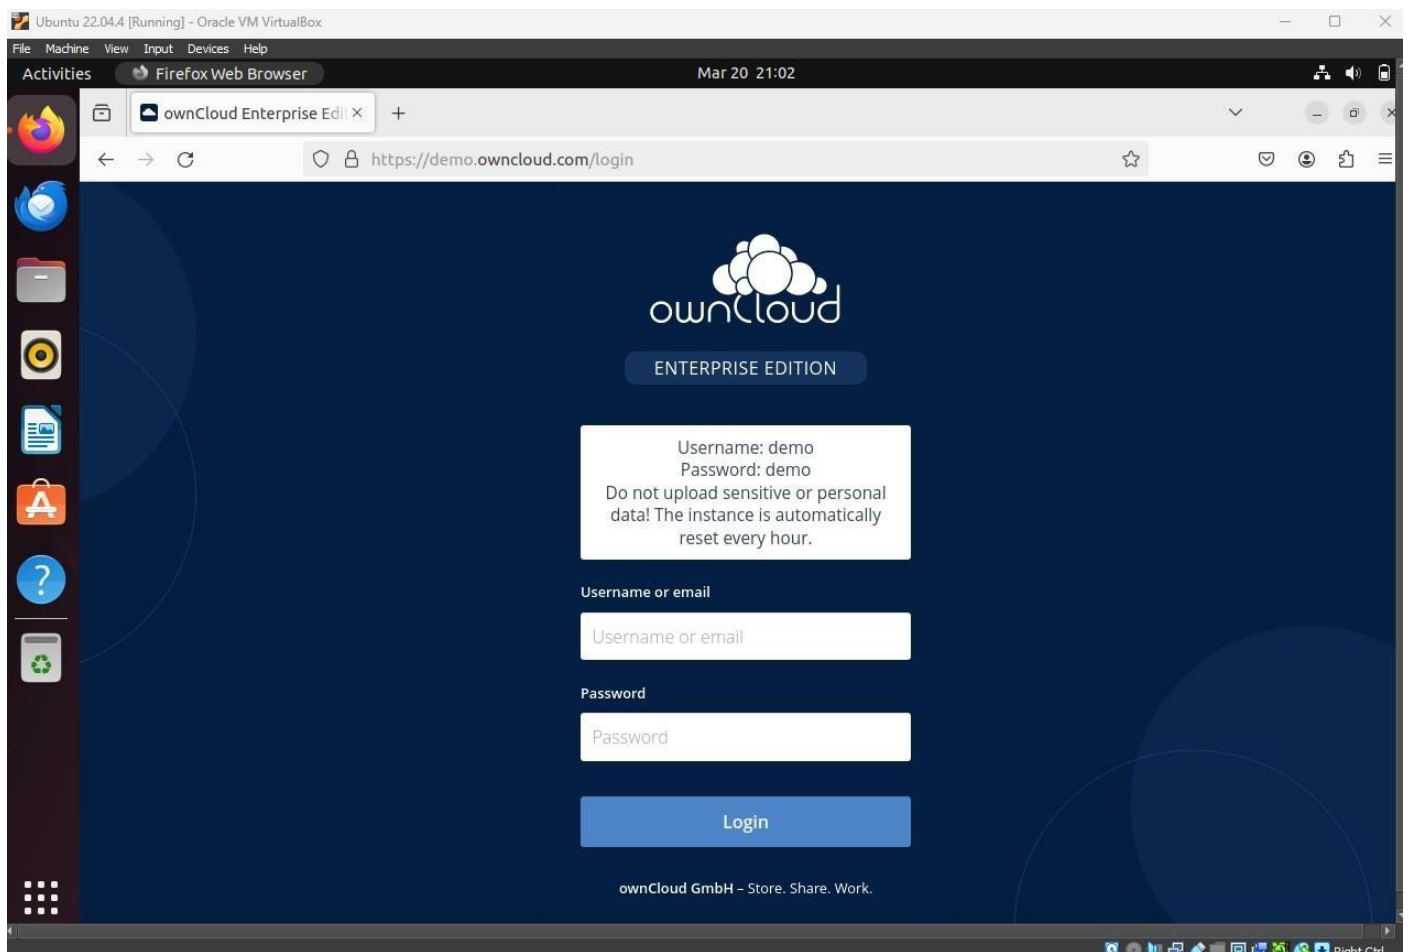 Ubuntu 22.04.4 [Running] - Oracle VM VirtualBox
File Machine View Input Devices Help
Activities Firefox Web Browser Mar 20 21:02
ownCloud Enterprise Edi
https://demo.owncloud.com/login
ownCloud
ENTERPRISE EDITION
Username: demo
Password: demo
Do not upload sensitive or personal
data! The instance is automatically
reset every hour.
Username or email
Username or email
Password
Password
Login
ownCloud GmbH – Store. Share. Work.
Right Ctrl